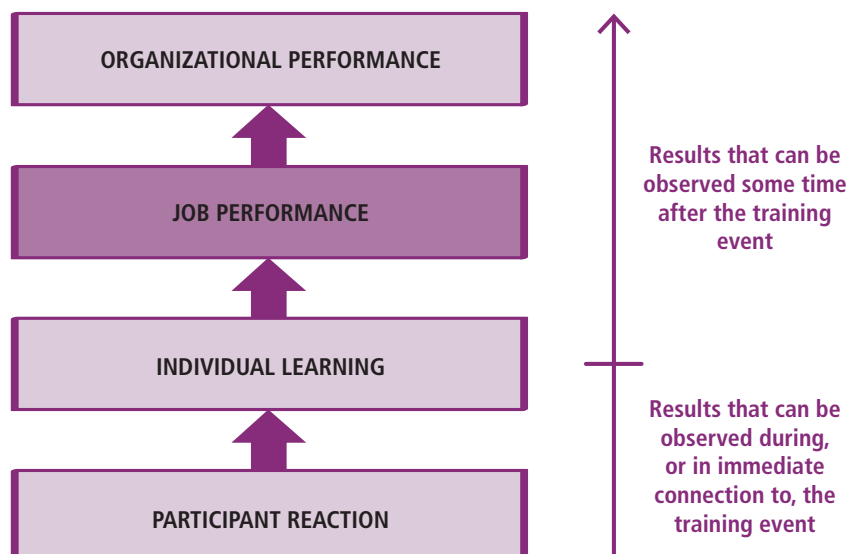 ORGANIZATIONAL PERFORMANCE
JOB PERFORMANCE
INDIVIDUAL LEARNING
PARTICIPANT REACTION
Results that can be
observed some time
after the training
event
Results that can be
observed during,
or in immediate
connection to, the
training event